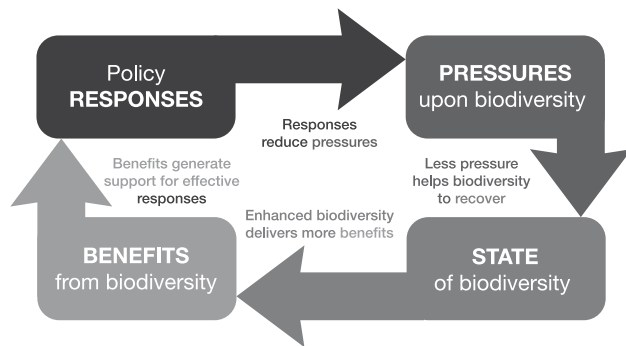 Policy
RESPONSES
PRESSURES
upon biodiversity
Responses
reduce pressures
Less pressure
helps biodiversity
to recover
STATE
of biodiversity
Enhanced biodiversity
delivers more benefits
BENEFITS
from biodiversity
Benefits generate
support for effective
responses